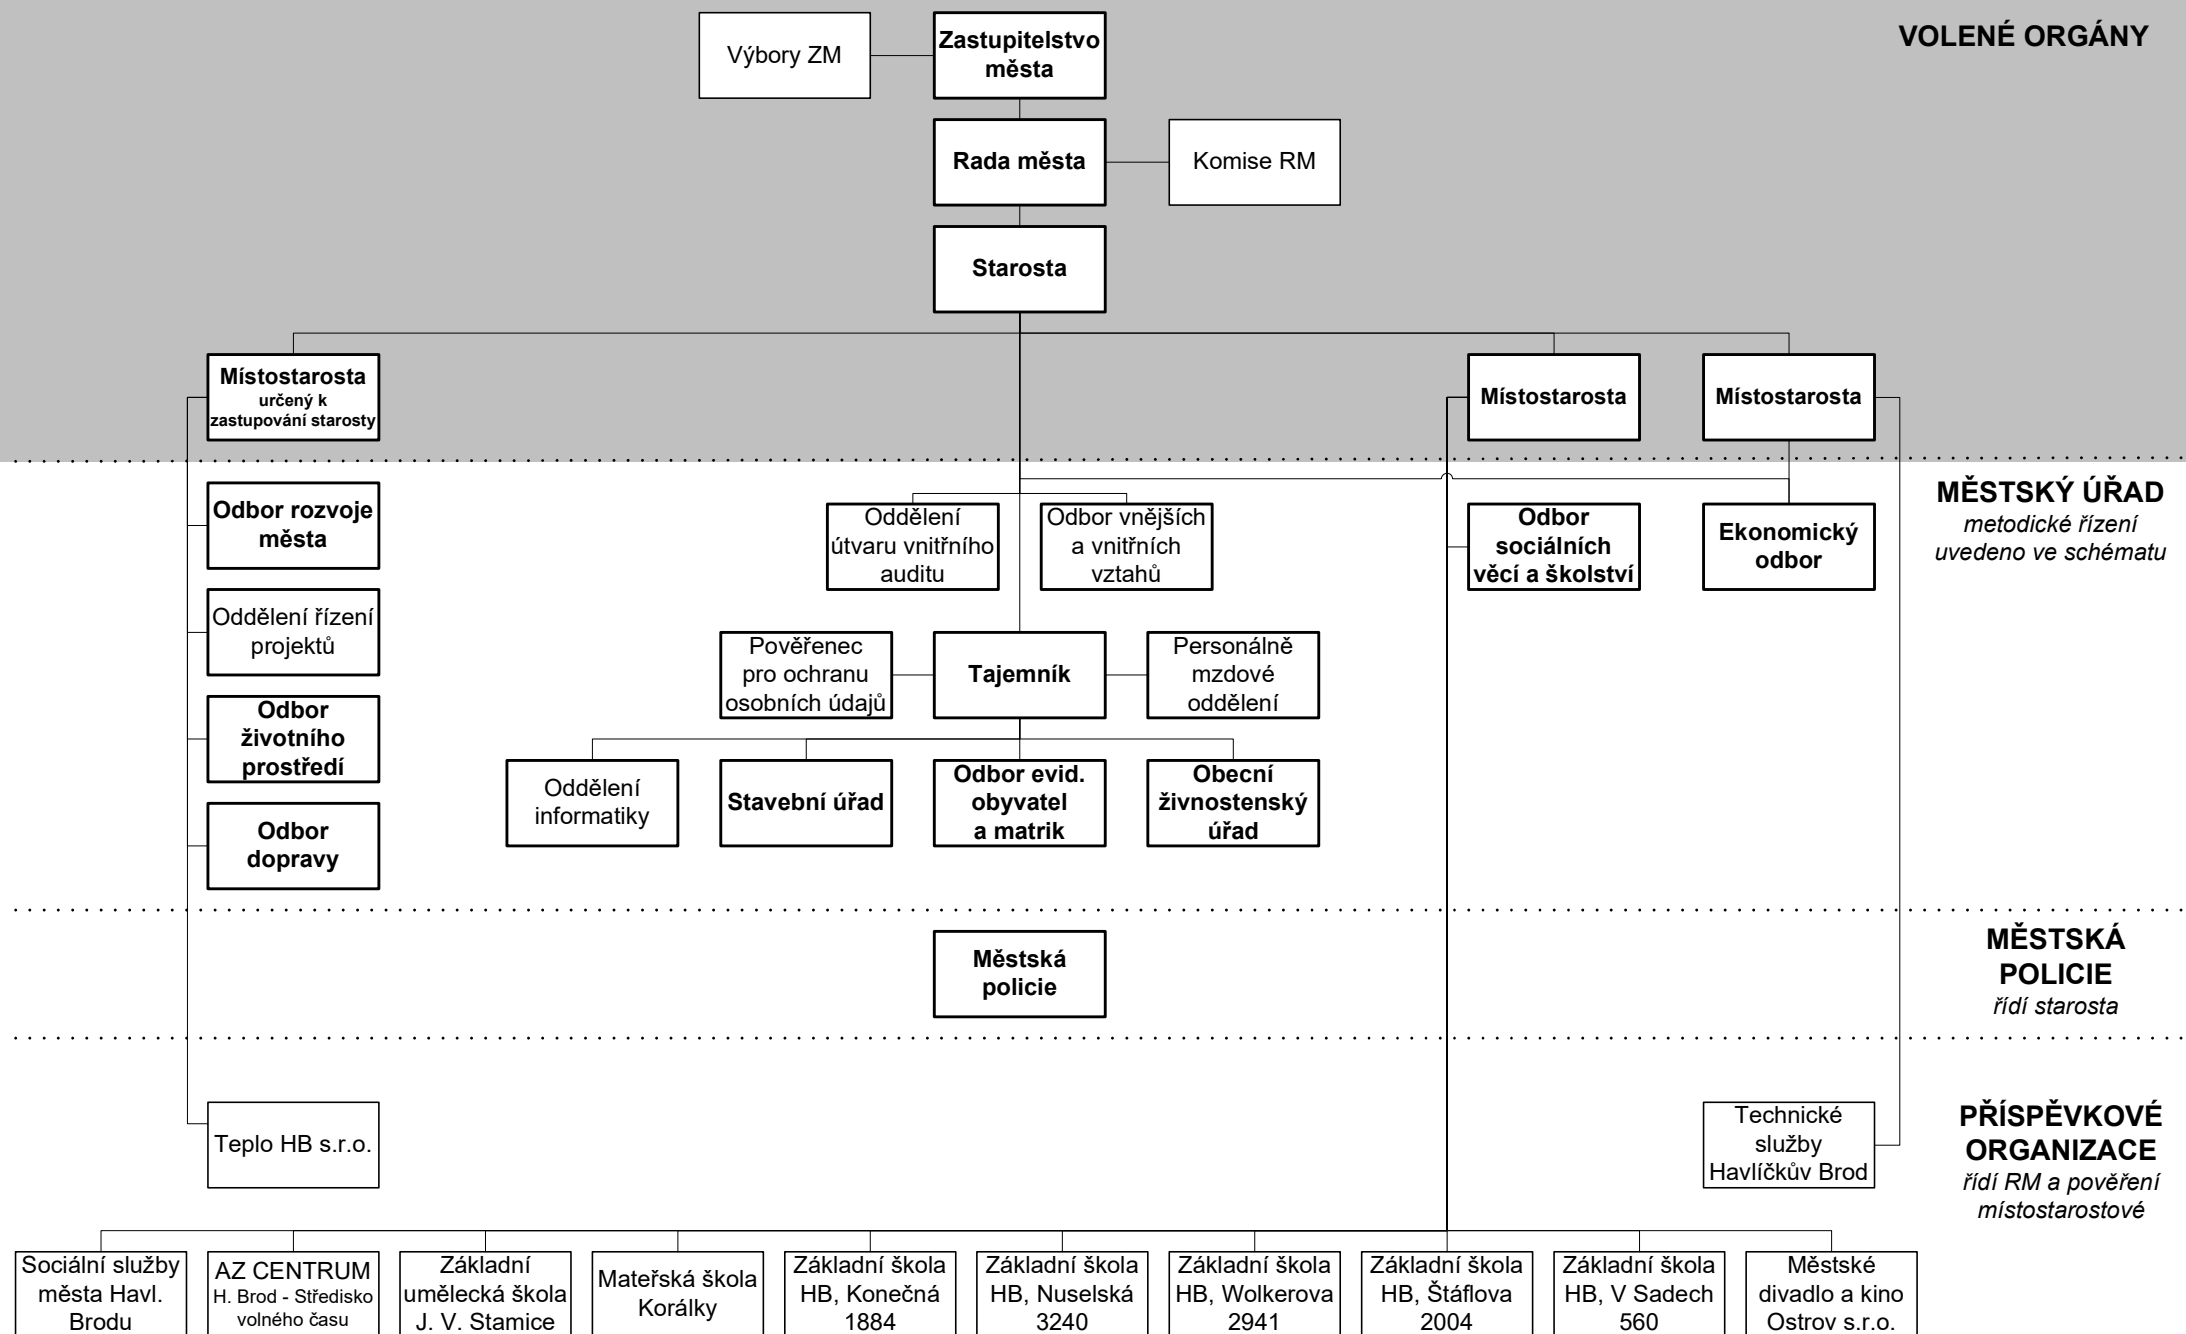 VOLENÉ ORGÁNY
Výbory ZM
Zastupitelstvo
města
Rada města
Komise RM
Starosta
Místostarosta
určený k
zastupování starosty
Místostarosta
Místostarosta
MĚSTSKÝ ÚŘAD
metodické řízení
uvedeno ve schématu
Odbor rozvoje
města
Oddělení
útvaru vnitřního
auditu
Odbor vnějších
a vnitřních
vztahů
Odbor
sociálních
věcí a školství
Ekonomický
odbor
Oddělení řízení
projektů
Pověřenec
pro ochranu
osobních údajů
Tajemník
Personálně
mzdové
oddělení
Odbor
životního
prostředí
Oddělení
informatiky
Stavební úřad
Odbor evid.
obyvatel
a matrik
Obecní
živnostenský
úřad
Odbor
dopravy
Městská
policie
MĚSTSKÁ
POLICIE
řídí starosta
Teplo HB s.r.o.
Technické
služby
Havlíčkův Brod
PŘÍSPĚVKOVÉ
ORGANIZACE
řídí RM a pověření
místostarostové
Sociální služby
města Havl.
Brodu
AZ CENTRUM
H. Brod - Středisko
volného času
Základní
umělecká škola
J. V. Stamice
Mateřská škola
Korálky
Základní škola
HB, Konečná
1884
Základní škola
HB, Nuselská
3240
Základní škola
HB, Wolkerova
2941
Základní škola
HB, Štáflova
2004
Základní škola
HB, V Sadech
560
Městské
divadlo a kino
Ostrov s.r.o.